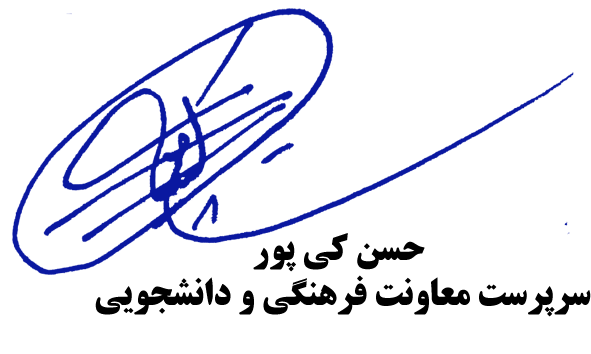 حسن کی پور
سرپرست معاونت فرهنگی و دانشجویی